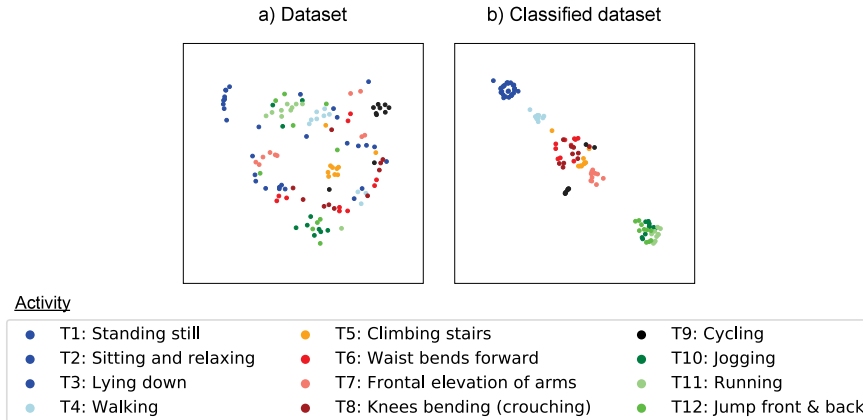 a) Dataset
b) Classified dataset
Activity
T1: Standing still
T2: Sitting and relaxing
T3: Lying down
T4: Walking
T5: Climbing stairs
T6: Waist bends forward
T7: Frontal elevation of arms
T8: Knees bending (crouching)
T9: Cycling
T10: Jogging
T11: Running
T12: Jump front & back